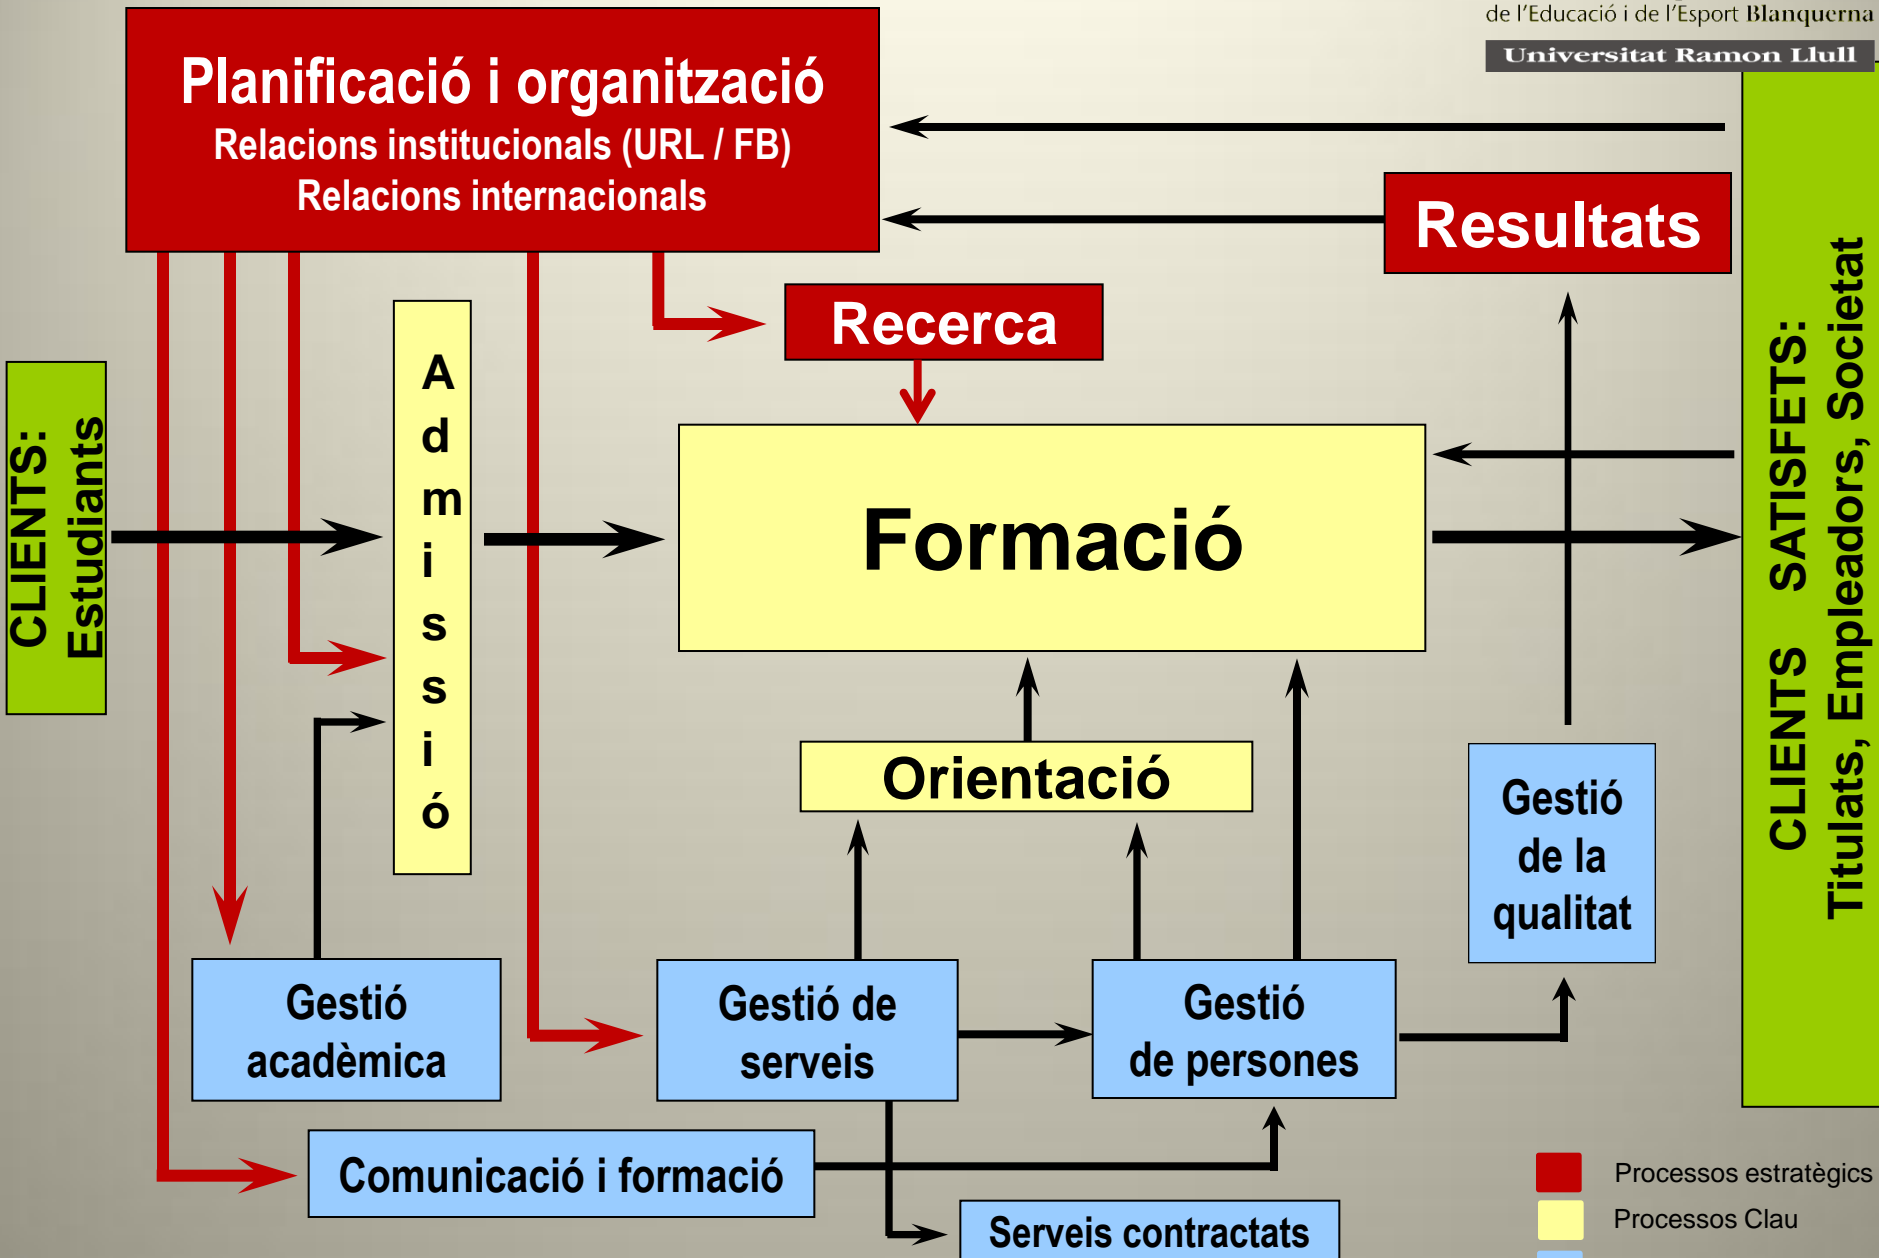 de l'Educació i de l'Esport Blanquerna
Universitat Ramon Llull
Planificació i organització
Relacions institucionals (URL / FB)
Relacions internacionals
Resultats
Recerca
CLIENTS:
Estudiants
Admissió
Formació
CLIENTS SATISFETS:
Titulats, Empleadors, Societat
Orientació
Gestió
de la
qualitat
Gestió
acadèmica
Gestió de
serveis
Gestió
de persones
Comunicació i formació
Serveis contractats
Processos estratègics
Processos Clau